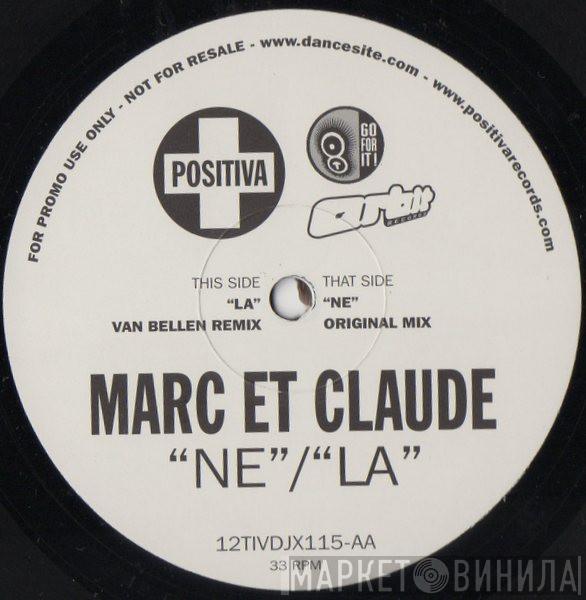 FOR PROMO USE ONLY - NOT FOR RESALE - www.dancesite.com - www.positivarecords.com
POSITIVA
GO
FOR
IT!
Orbit
RECORDS
THIS SIDE
"LA"
VAN BELLEN REMIX
THAT SIDE
"NE"
ORIGINAL MIX
MARC ET CLAUDE
"NE"/"LA"
12TIVDJX115-AA
33 RPM
МАРКЕТ ВИНИЛА